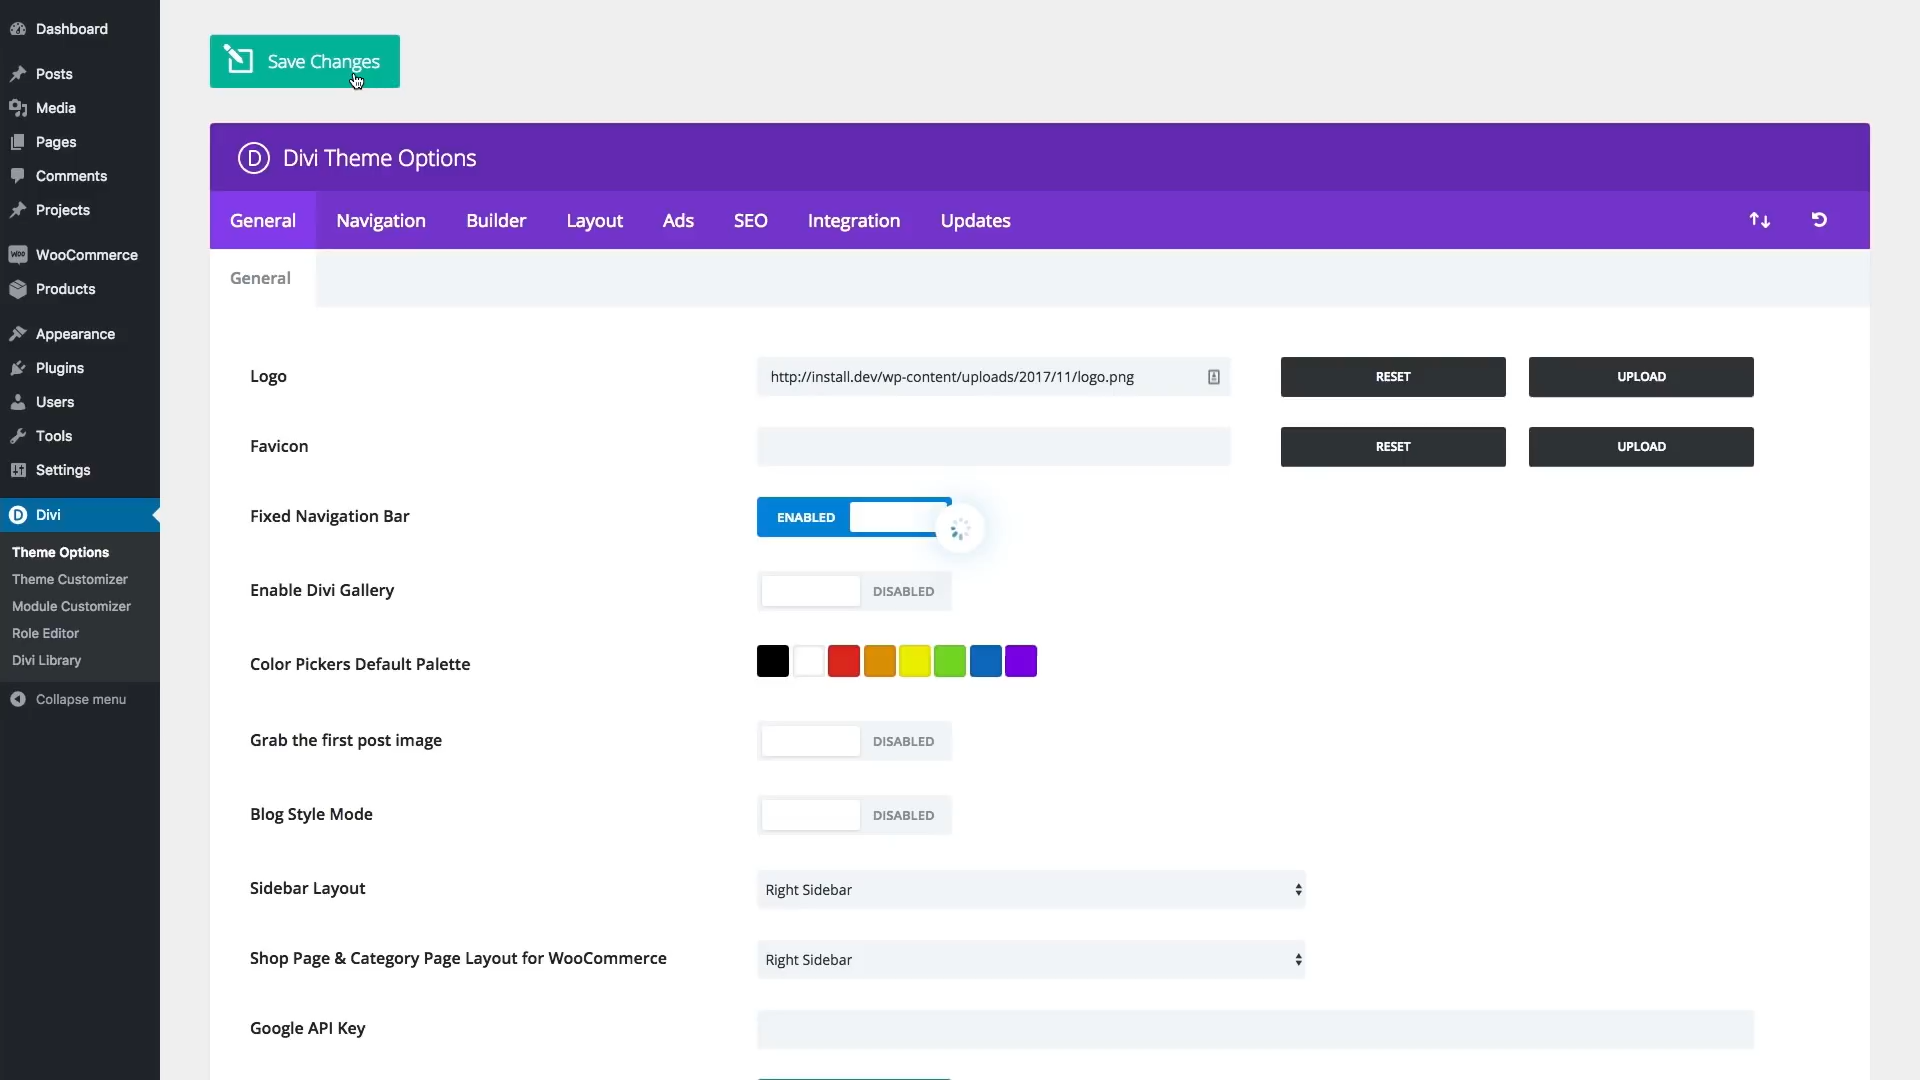 Dashboard
Posts
Media
Pages
Comments
Projects
WooCommerce
Products
Appearance
Plugins
Users
Tools
Settings
Divi
Theme Options
Theme Customizer
Module Customizer
Role Editor
Divi Library
Collapse menu
Save Changes
D Divi Theme Options
General Navigation Builder Layout Ads SEO Integration Updates
General
Logo http://install.dev/wp-content/uploads/2017/11/logo.png RESET UPLOAD
Favicon RESET UPLOAD
Fixed Navigation Bar ENABLED
Enable Divi Gallery DISABLED
Color Pickers Default Palette
Grab the first post image DISABLED
Blog Style Mode DISABLED
Sidebar Layout Right Sidebar
Shop Page & Category Page Layout for WooCommerce Right Sidebar
Google API Key